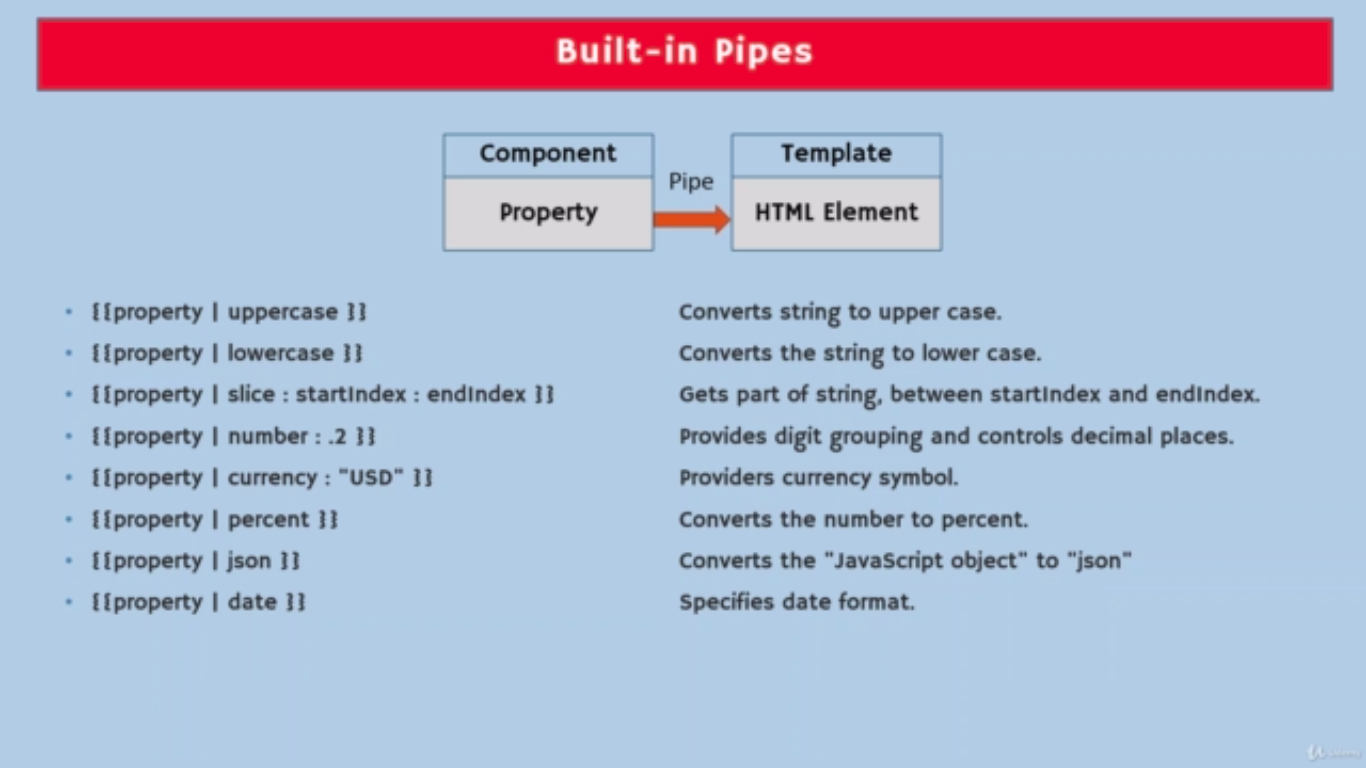 Built-in Pipes
Component
Property
Pipe
Template
HTML Element
• {{property | uppercase }} Converts string to upper case.
• {{property | lowercase }} Converts the string to lower case.
• {{property | slice : startIndex : endIndex }} Gets part of string, between startIndex and endIndex.
• {{property | number : .2 }} Provides digit grouping and controls decimal places.
• {{property | currency : "USD" }} Providers currency symbol.
• {{property | percent }} Converts the number to percent.
• {{property | json }} Converts the "JavaScript object" to "json"
• {{property | date }} Specifies date format.